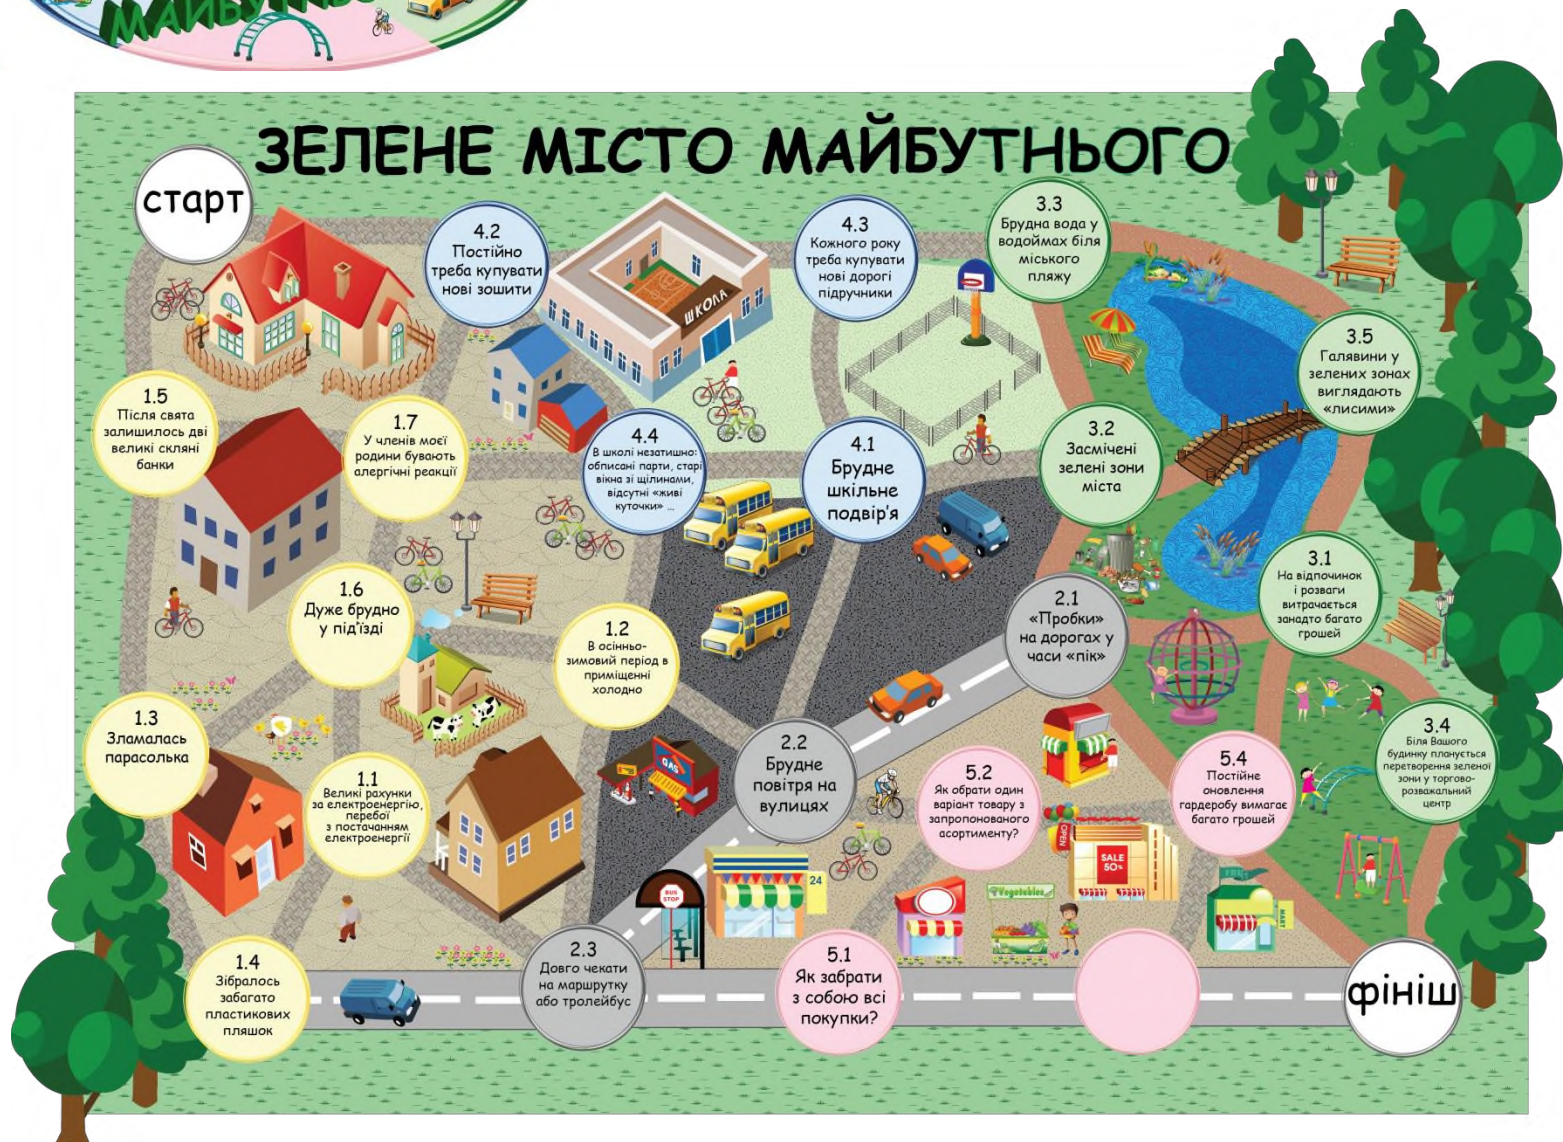 МАЙБУТНЬО
ЗЕЛЕНЕ МІСТО МАЙБУТНЬОГО
старт
4.2
Постійно
треба купувати
нові зошити
ШКОЛА
4.3
Кожного року
треба купувати
нові дорогі
підручники
3.3
Брудна вода у
водоймах біля
міського
пляжу
3.5
Галявини у
зелених зонах
виглядають
«лисими»
1.5
Після свята
залишилось дві
великі скляні
банки
1.7
У членів моєї
родини бувають
алергічні реакції
4.4
В школі незатишно:
обписані парти, старі
вікна зі щілинами,
відсутні «живі
куточки» ...
4.1
Брудне
шкільне
подвір'я
3.2
Засмічені
зелені зони
міста
3.1
На відпочинок
і розваги
витрачається
занадто багато
грошей
1.6
Дуже брудно
у під'їзді
1.2
В осінньо-
зимовий період в
приміщенні
холодно
2.1
«Пробки»
на дорогах у
часи «пік»
1.3
Зламалась
парасолька
1.1
Великі рахунки
за електроенергію,
перебої
з постачанням
електроенергії
GAS
2.2
Брудне
повітря на
вулицях
5.2
Як обрати один
варіант товару з
запропонованого
асортименту?
5.4
Постійне
оновлення
гардеробу вимагає
багато грошей
3.4
Біля Вашого
будинку планується
перетворення зеленої
зони у торгово-
розважальний
центр
OPEN
SALE
50%
BUS
STOP
24
Vegetables
MART
1.4
Зібралось
забагато
пластикових
пляшок
2.3
Довго чекати
на маршрутку
або тролейбус
5.1
Як забрати
з собою всі
покупки?
фініш